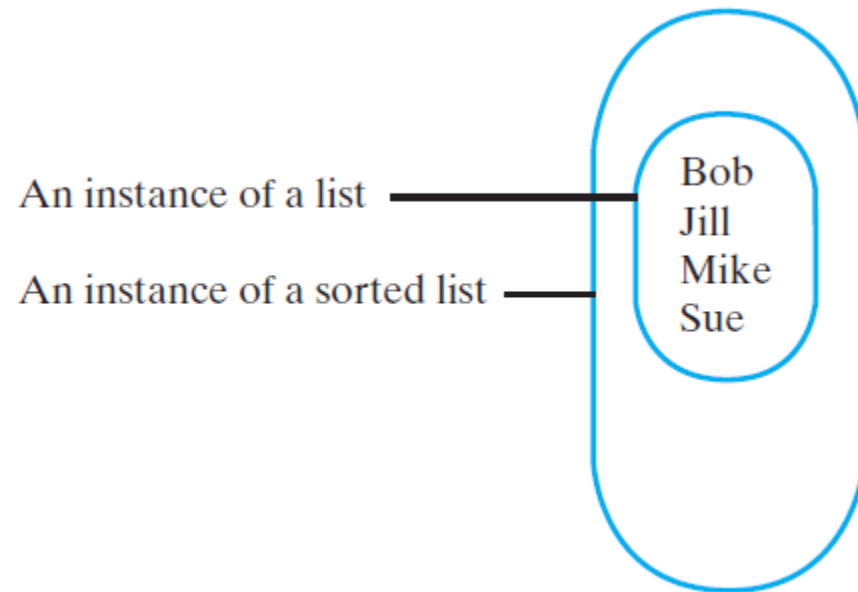 An instance of a list
An instance of a sorted list
Bob
Jill
Mike
Sue